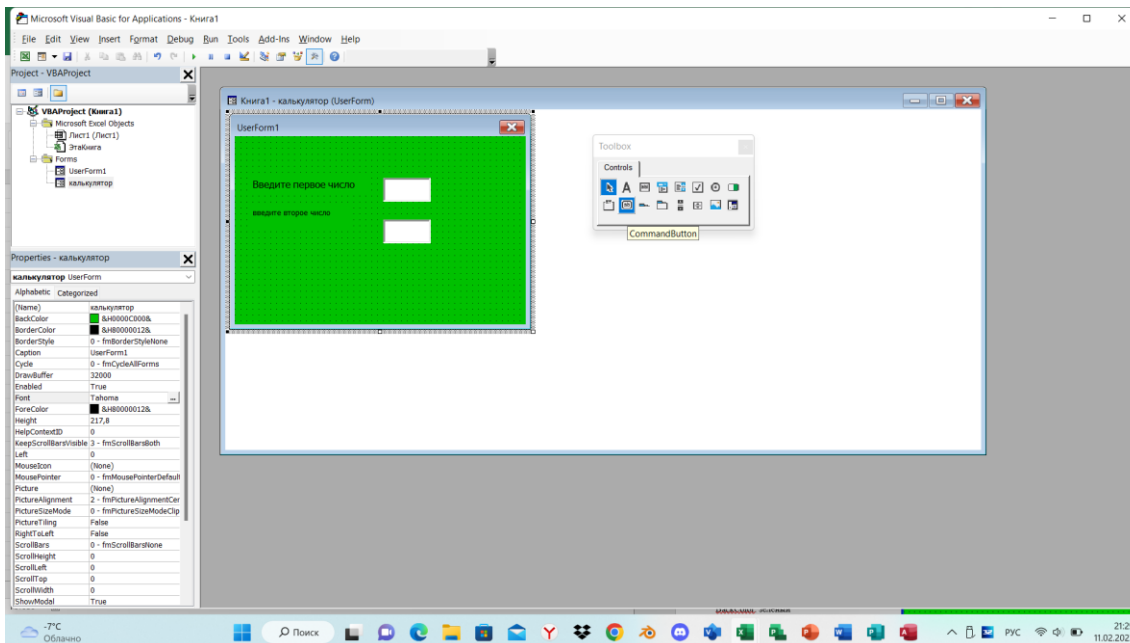 Microsoft Visual Basic for Applications - Книга1
File Edit View Insert Format Debug Run Tools Add-Ins Window Help
Project - VBAProject
VBAProject (Книга1)
Microsoft Excel Objects
Лист1 (Лист1)
ЭтаКнига
Forms
UserForm1
калькулятор
Книга1 - калькулятор (UserForm)
UserForm1
Введите первое число
введите второе число
Toolbox
Controls
CommandButton
Properties - калькулятор
калькулятор UserForm
Alphabetic Categorized
(Name) калькулятор
BackColor &H0000C000&
BorderColor &H80000012&
BorderStyle 0 - fmBorderStyleNone
Caption UserForm1
Cycle 0 - fmCycleAllForms
DrawBuffer 32000
Enabled True
Font Tahoma ...
ForeColor &H80000012&
Height 217,8
HelpContextID 0
KeepScrollBarsVisible 3 - fmScrollBarsBoth
Left 0
MouseIcon (None)
MousePointer 0 - fmMousePointerDefault
Picture (None)
PictureAlignment 2 - fmPictureAlignmentCer
PictureSizeMode 0 - fmPictureSizeModeClip
PictureTiling False
RightToLeft False
ScrollBars 0 - fmScrollBarsNone
ScrollHeight 0
ScrollLeft 0
ScrollTop 0
ScrollWidth 0
ShowModal True
-7°C
Облачно
Поиск
РУС
21:2
11.02.202